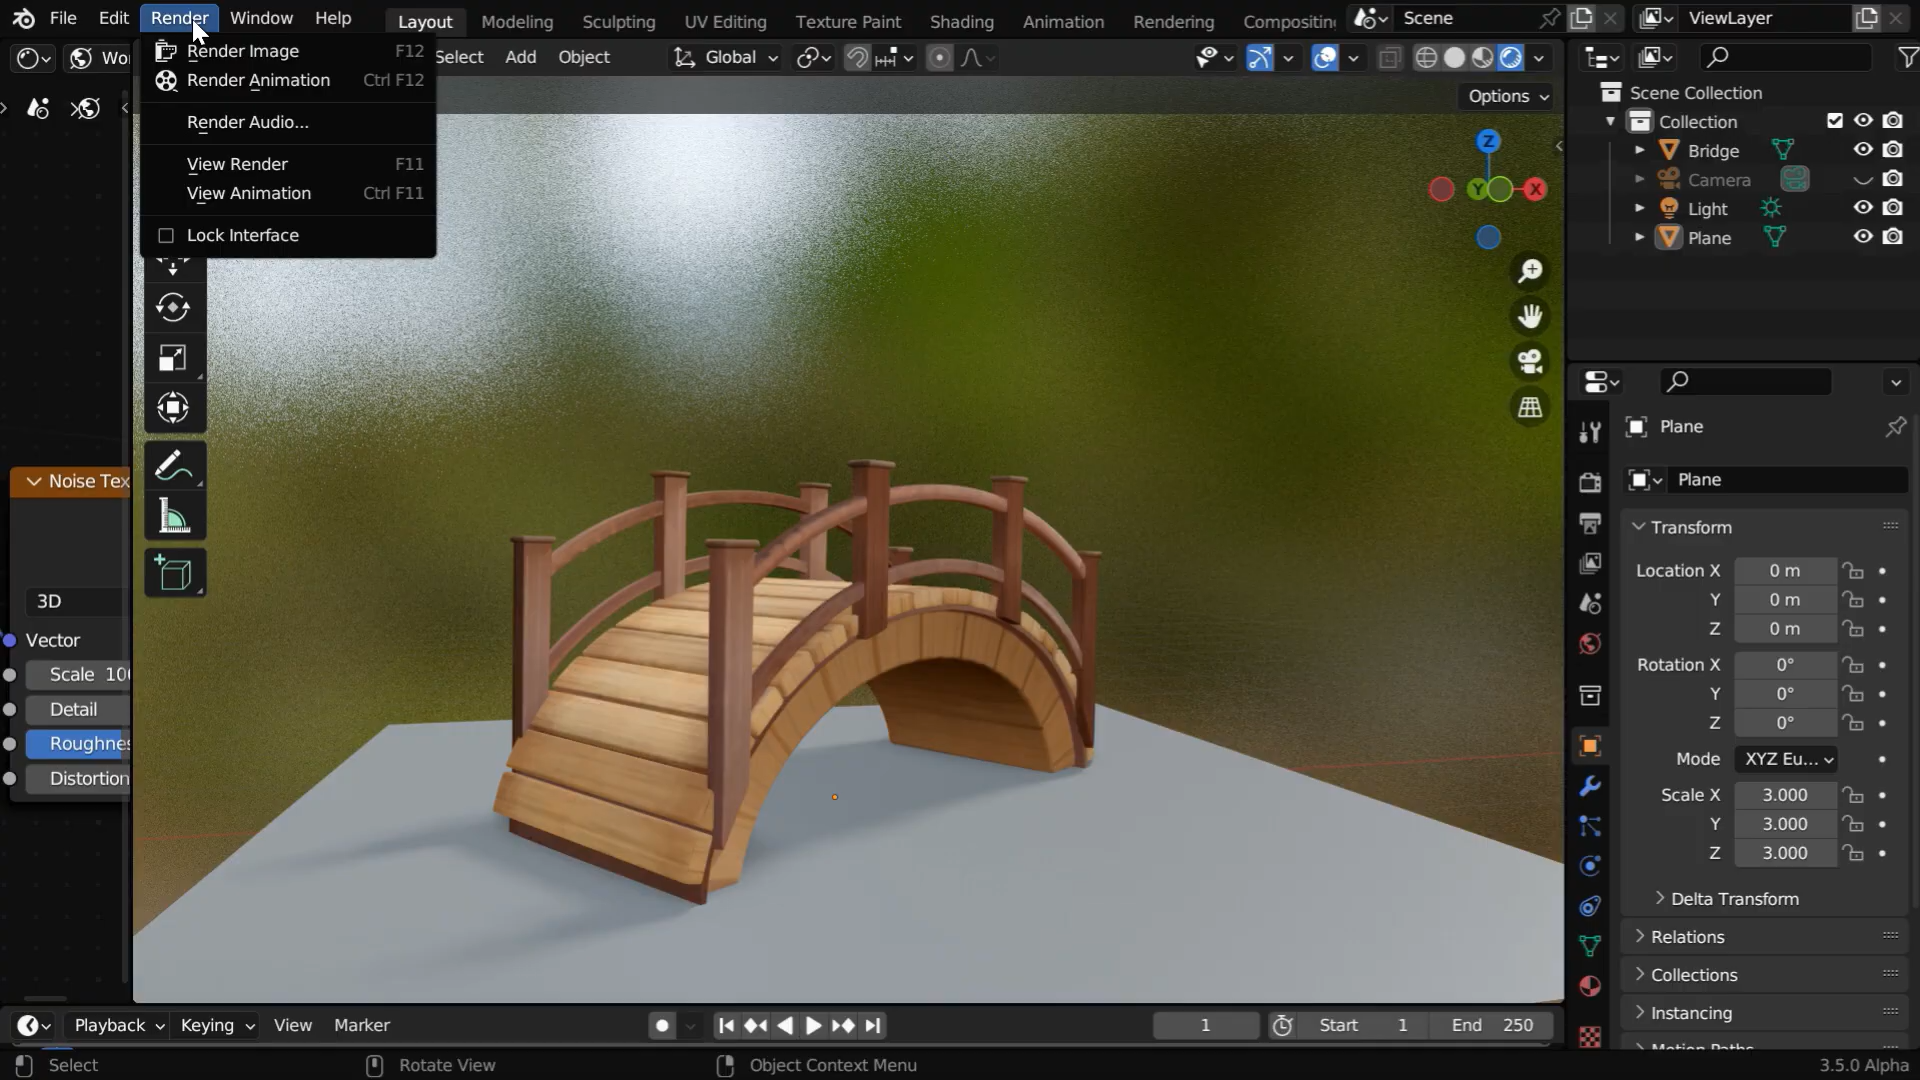 File Edit Render Window Help
Layout Modeling Sculpting UV Editing Texture Paint Shading Animation Rendering Compositin
Scene
ViewLayer
Wo
Select Add Object
Global
Options
Render Image F12
Render Animation Ctrl F12
Render Audio...
View Render F11
View Animation Ctrl F11
Lock Interface
Z
Y
X
Scene Collection
Collection
Bridge
Camera
Light
Plane
Noise Tex
3D
Vector
Scale 10
Detail
Roughnes
Distortion
Plane
Plane
Transform
Location X 0 m
Y 0 m
Z 0 m
Rotation X 0°
Y 0°
Z 0°
Mode XYZ Eu...
Scale X 3.000
Y 3.000
Z 3.000
Delta Transform
Relations
Collections
Instancing
Motion Paths
Playback Keying View Marker
1
Start 1
End 250
Select
Rotate View
Object Context Menu
3.5.0 Alpha